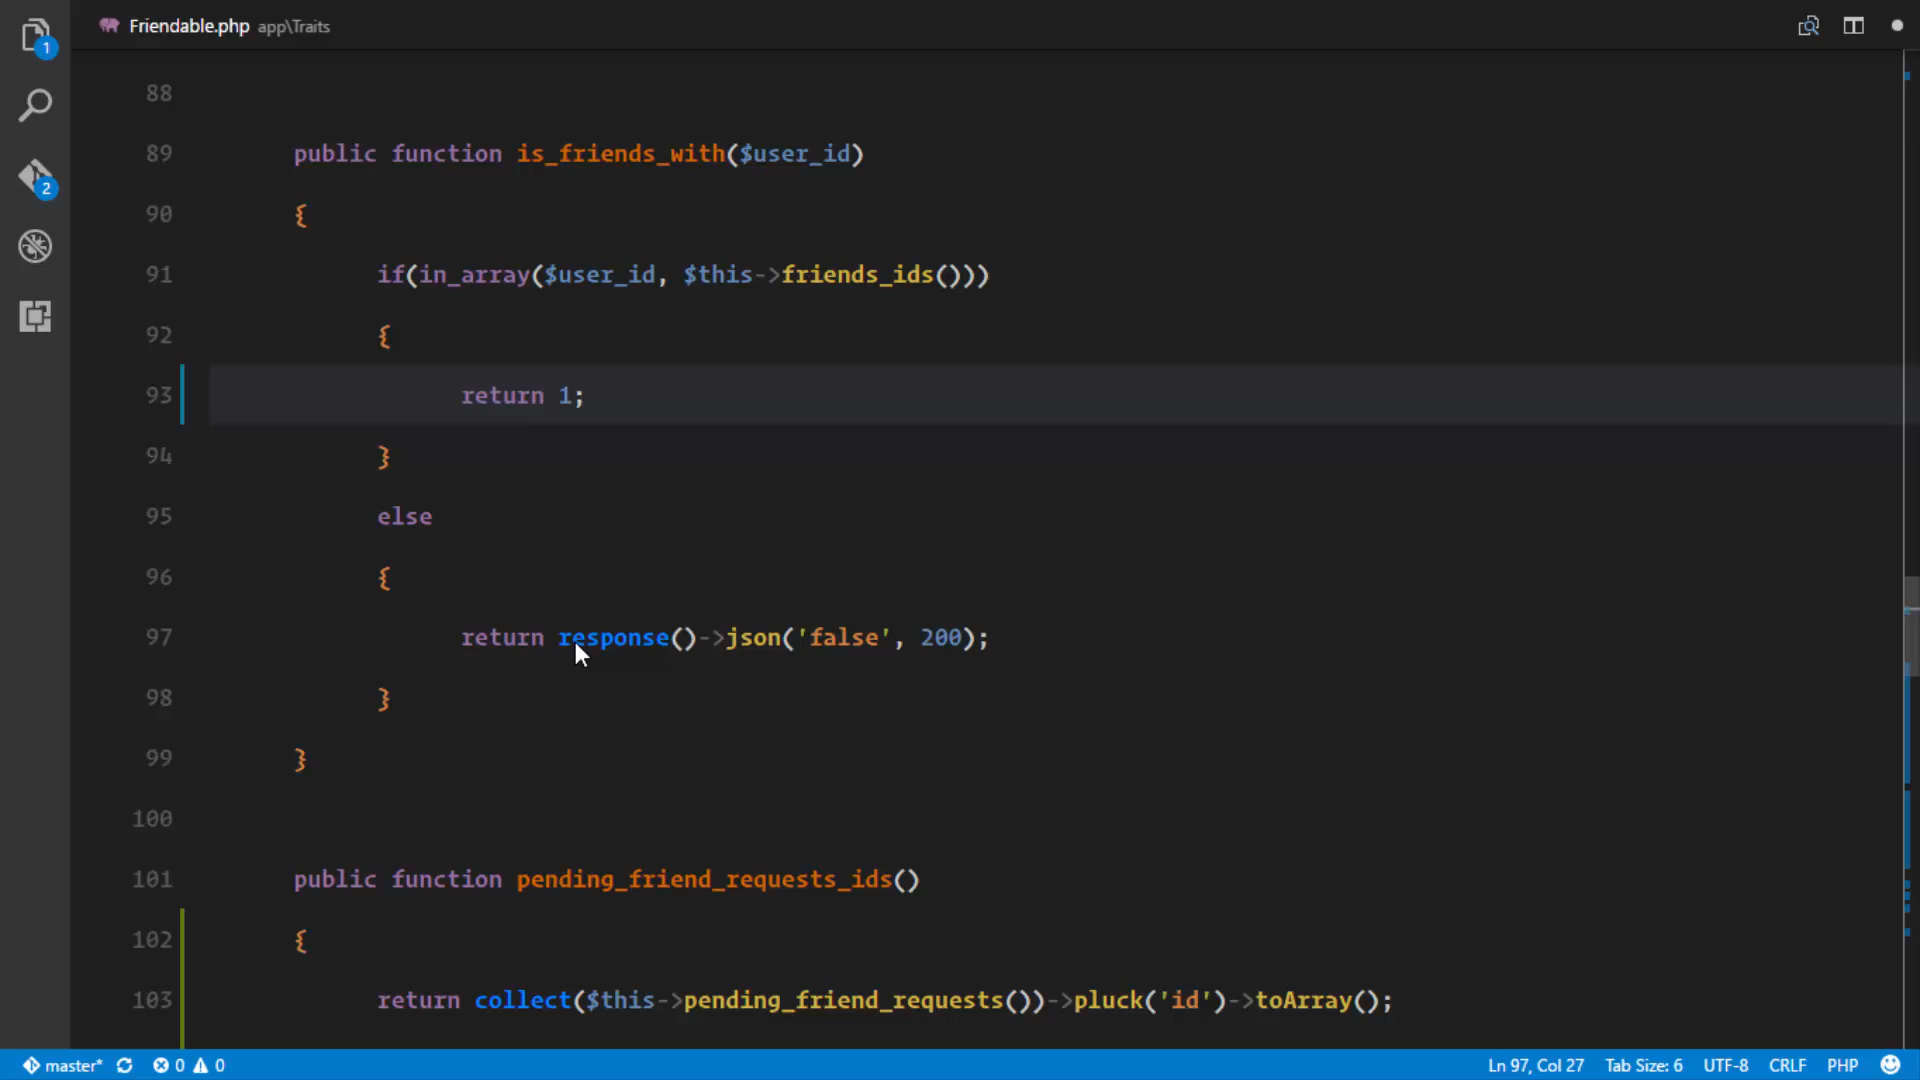 Friendable.php app\Traits
1
2
88
89 public function is_friends_with($user_id)
90 {
91 if(in_array($user_id, $this->friends_ids()))
92 {
93 return 1;
94 }
95 else
96 {
97 return response()->json('false', 200);
98 }
99 }
100
101 public function pending_friend_requests_ids()
102 {
103 return collect($this->pending_friend_requests())->pluck('id')->toArray();
master* 0 0 Ln 97, Col 27 Tab Size: 6 UTF-8 CRLF PHP